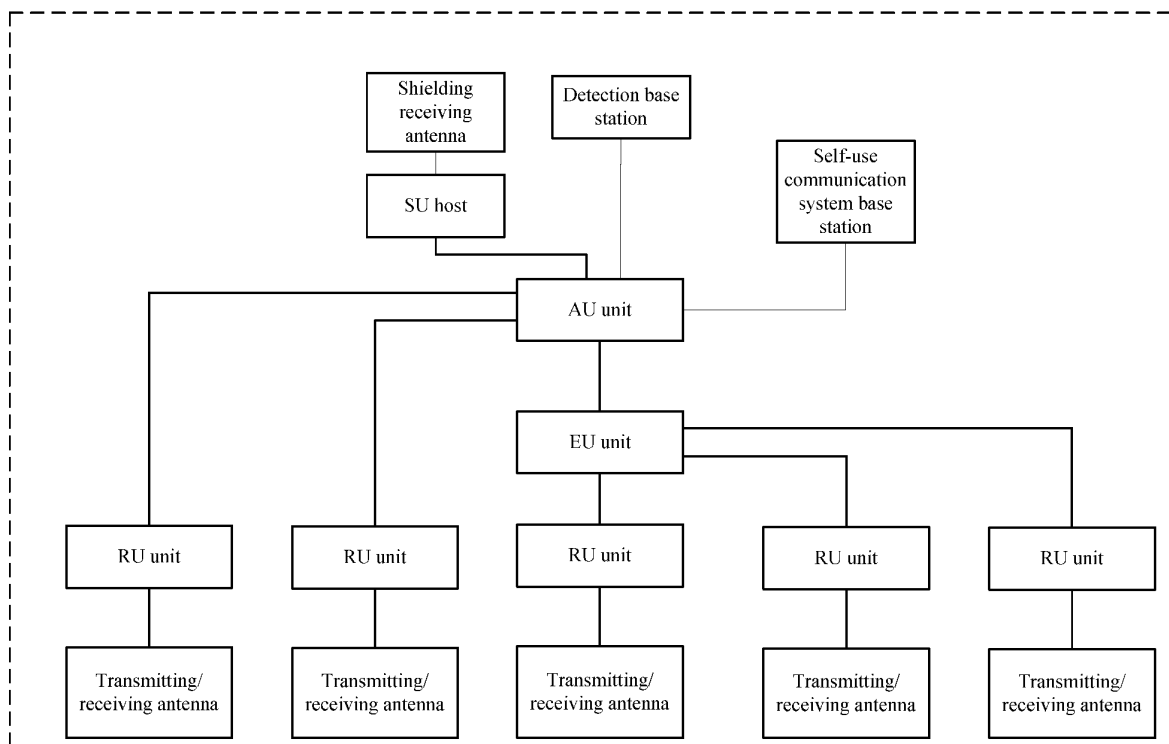 Shielding
receiving
antenna
Detection base
station
Self-use
communication
system base
station
SU host
AU unit
EU unit
RU unit
RU unit
RU unit
RU unit
RU unit
Transmitting/
receiving antenna
Transmitting/
receiving antenna
Transmitting/
receiving antenna
Transmitting/
receiving antenna
Transmitting/
receiving antenna